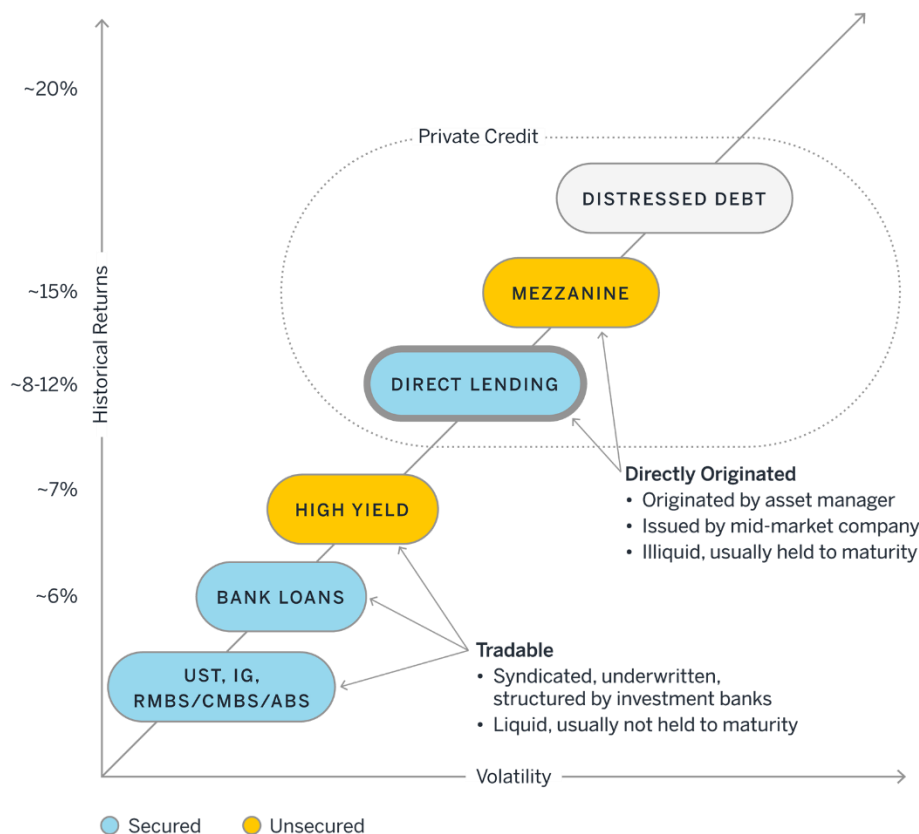 ~20%
Private Credit
DISTRESSED DEBT
~15%
MEZZANINE
Historical Returns
~8-12%
DIRECT LENDING
Directly Originated
• Originated by asset manager
• Issued by mid-market company
• Illiquid, usually held to maturity
~7%
HIGH YIELD
~6%
BANK LOANS
Tradable
• Syndicated, underwritten,
structured by investment banks
• Liquid, usually not held to maturity
UST, IG,
RMBS/CMBS/ABS
Volatility
Secured
Unsecured